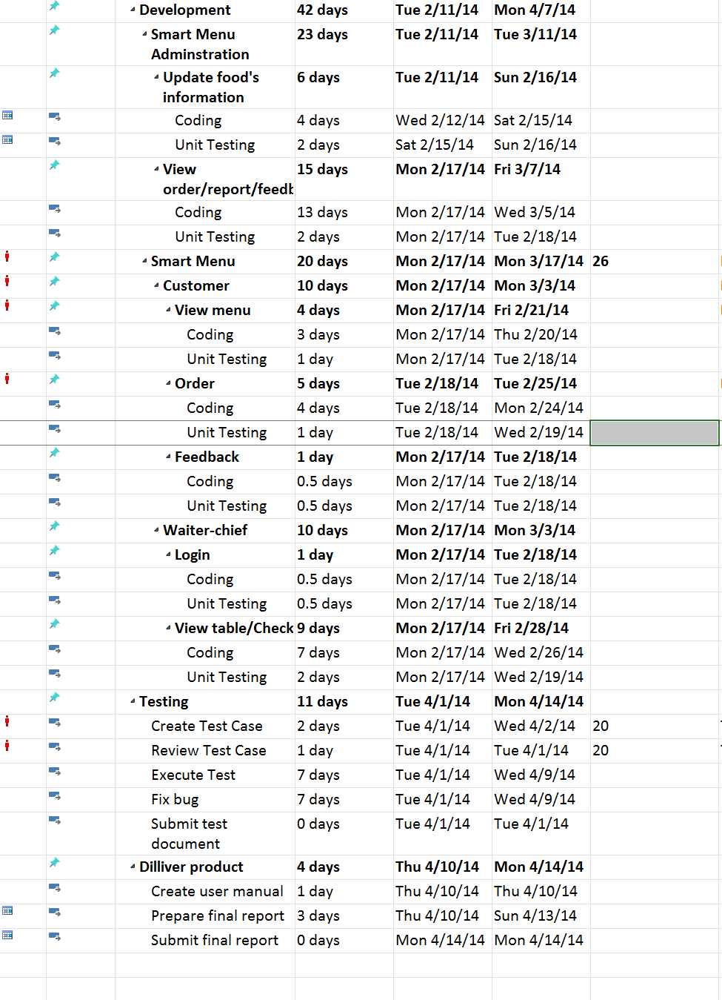 Development 42 days Tue 2/11/14 Mon 4/7/14
Smart Menu 23 days Tue 2/11/14 Tue 3/11/14
Adminstration
Update food's 6 days Tue 2/11/14 Sun 2/16/14
information
Coding 4 days Wed 2/12/14 Sat 2/15/14
Unit Testing 2 days Sat 2/15/14 Sun 2/16/14
View 15 days Mon 2/17/14 Fri 3/7/14
order/report/feedb
Coding 13 days Mon 2/17/14 Wed 3/5/14
Unit Testing 2 days Mon 2/17/14 Tue 2/18/14
Smart Menu 20 days Mon 2/17/14 Mon 3/17/14 26
Customer 10 days Mon 2/17/14 Mon 3/3/14
View menu 4 days Mon 2/17/14 Fri 2/21/14
Coding 3 days Mon 2/17/14 Thu 2/20/14
Unit Testing 1 day Mon 2/17/14 Tue 2/18/14
Order 5 days Tue 2/18/14 Tue 2/25/14
Coding 4 days Tue 2/18/14 Mon 2/24/14
Unit Testing 1 day Tue 2/18/14 Wed 2/19/14
Feedback 1 day Mon 2/17/14 Tue 2/18/14
Coding 0.5 days Mon 2/17/14 Tue 2/18/14
Unit Testing 0.5 days Mon 2/17/14 Tue 2/18/14
Waiter-chief 10 days Mon 2/17/14 Mon 3/3/14
Login 1 day Mon 2/17/14 Tue 2/18/14
Coding 0.5 days Mon 2/17/14 Tue 2/18/14
Unit Testing 0.5 days Mon 2/17/14 Tue 2/18/14
View table/Check 9 days Mon 2/17/14 Fri 2/28/14
Coding 7 days Mon 2/17/14 Wed 2/26/14
Unit Testing 2 days Mon 2/17/14 Wed 2/19/14
Testing 11 days Tue 4/1/14 Mon 4/14/14
Create Test Case 2 days Tue 4/1/14 Wed 4/2/14 20
Review Test Case 1 day Tue 4/1/14 Tue 4/1/14 20
Execute Test 7 days Tue 4/1/14 Wed 4/9/14
Fix bug 7 days Tue 4/1/14 Wed 4/9/14
Submit test 0 days Tue 4/1/14 Tue 4/1/14
document
Dilliver product 4 days Thu 4/10/14 Mon 4/14/14
Create user manual 1 day Thu 4/10/14 Thu 4/10/14
Prepare final report 3 days Thu 4/10/14 Sun 4/13/14
Submit final report 0 days Mon 4/14/14 Mon 4/14/14